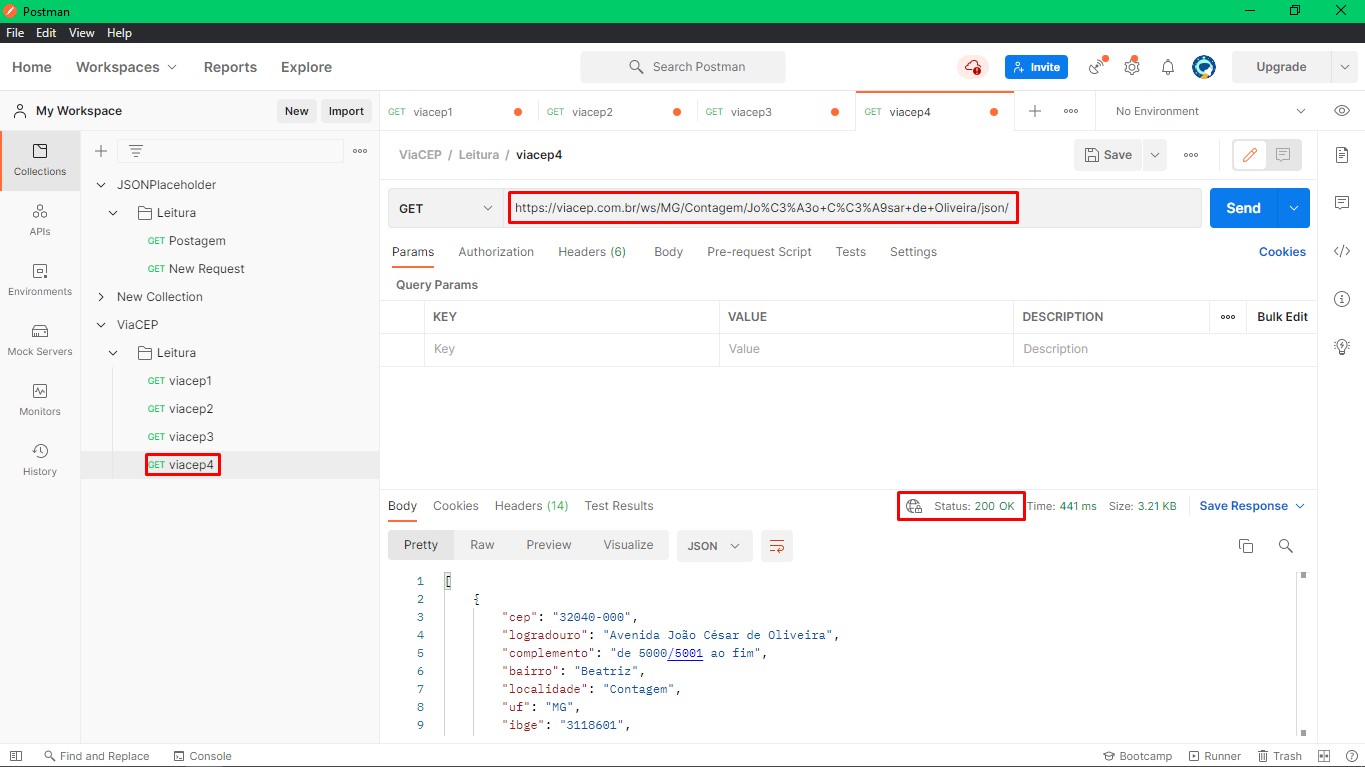 Postman
File Edit View Help
Home Workspaces Reports Explore Search Postman Invite Upgrade
My Workspace New Import
GET viacep1 GET viacep2 GET viacep3 GET viacep4 No Environment
ViaCEP / Leitura / viacep4 Save
Collections
APIs
Environments
Mock Servers
Monitors
History
JSONPlaceholder
Leitura
GET Postagem
GET New Request
New Collection
ViaCEP
Leitura
GET viacep1
GET viacep2
GET viacep3
GET viacep4
GET https://viacep.com.br/ws/MG/Contagem/Jo%C3%A3o+C%C3%A9sar+de+Oliveira/json/ Send
Params Authorization Headers (6) Body Pre-request Script Tests Settings Cookies
Query Params
KEY VALUE DESCRIPTION Bulk Edit
Key Value Description
Body Cookies Headers (14) Test Results Status: 200 OK Time: 441 ms Size: 3.21 KB Save Response
Pretty Raw Preview Visualize JSON
1 [
2 {
3 "cep": "32040-000",
4 "logradouro": "Avenida João César de Oliveira",
5 "complemento": "de 5000/5001 ao fim",
6 "bairro": "Beatriz",
7 "localidade": "Contagem",
8 "uf": "MG",
9 "ibge": "3118601",
Find and Replace Console Bootcamp Runner Trash